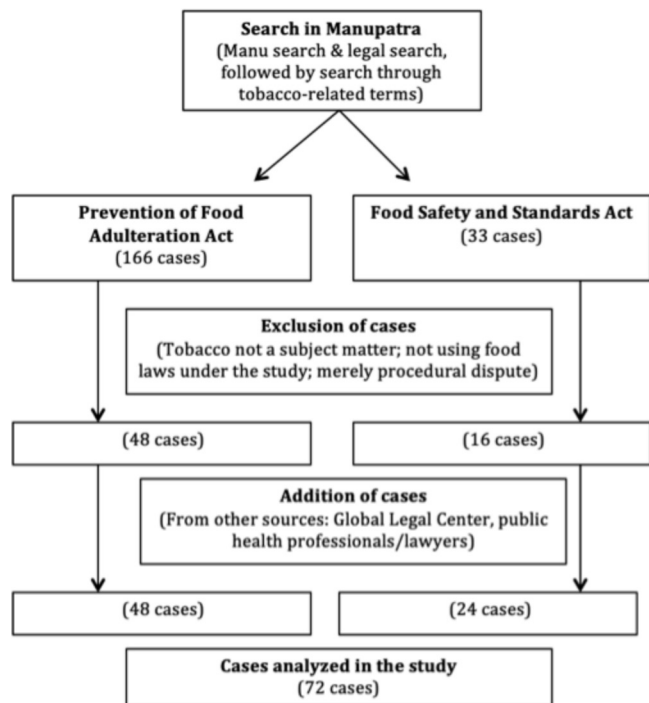 Search in Manupatra
(Manu search & legal search,
followed by search through
tobacco-related terms)
Prevention of Food
Adulteration Act
(166 cases)
Food Safety and Standards Act
(33 cases)
Exclusion of cases
(Tobacco not a subject matter; not using food
laws under the study; merely procedural dispute)
(48 cases)
(16 cases)
Addition of cases
(From other sources: Global Legal Center, public
health professionals/lawyers)
(48 cases)
(24 cases)
Cases analyzed in the study
(72 cases)